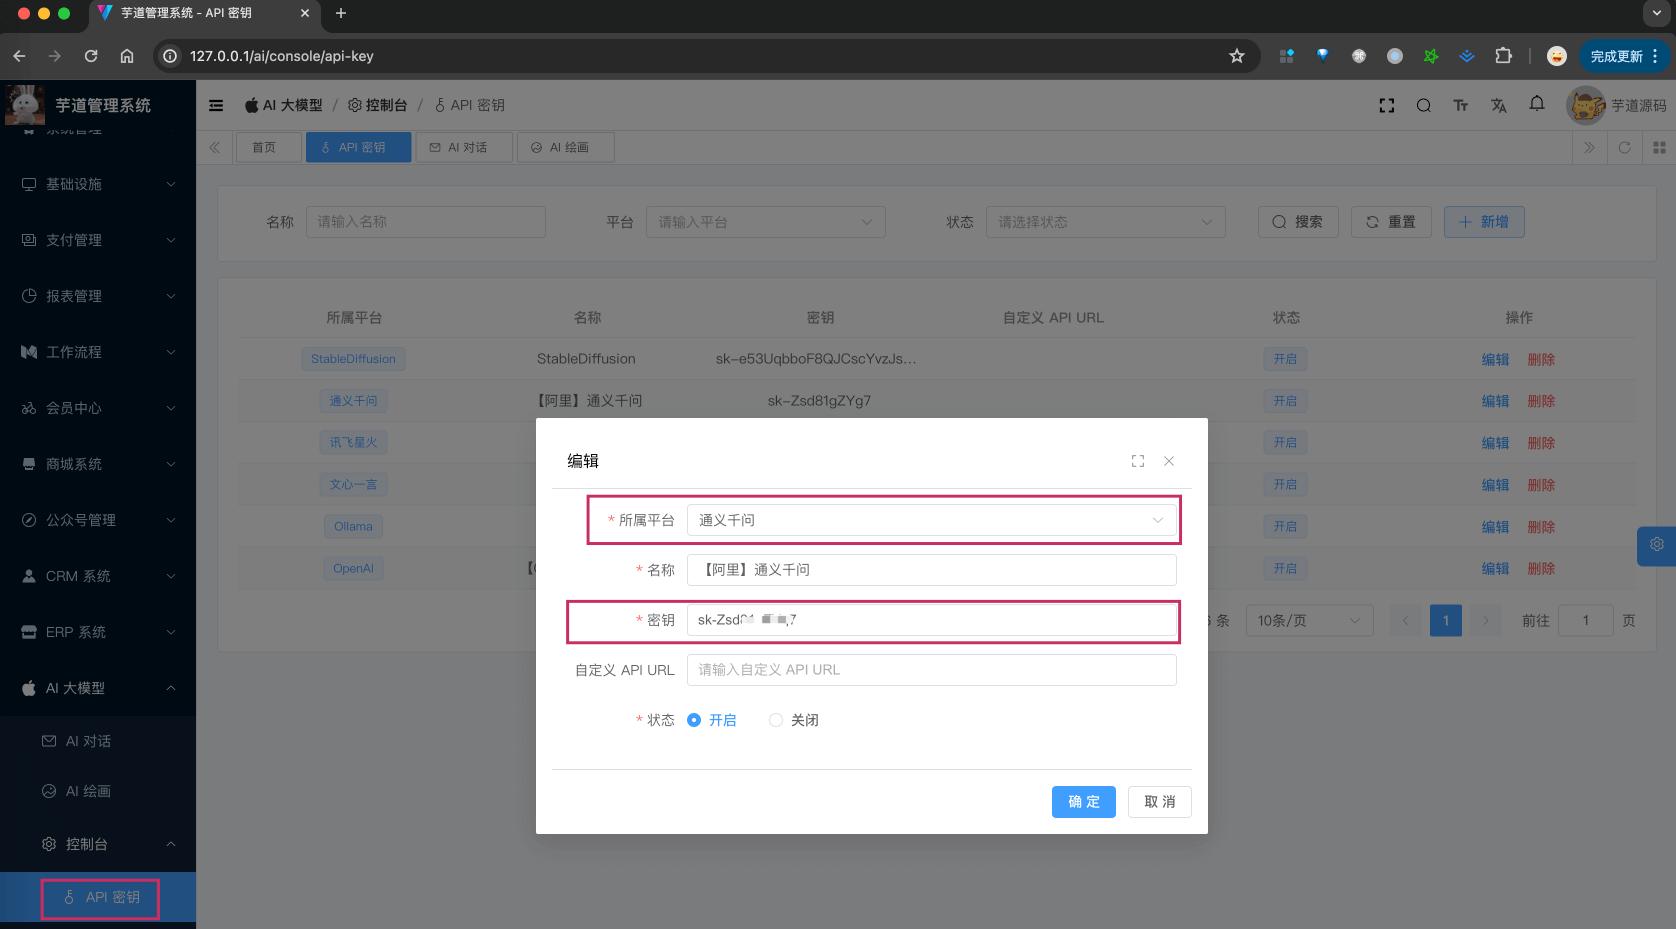 芋道管理系统 - API 密钥
127.0.0.1/ai/console/api-key
完成更新
芋道管理系统
AI 大模型 / 控制台 / API 密钥
芋道源码
系统管理
首页
API 密钥
AI 对话
AI 绘画
基础设施
支付管理
报表管理
工作流程
会员中心
商城系统
公众号管理
CRM 系统
ERP 系统
AI 大模型
AI 对话
AI 绘画
控制台
API 密钥
名称 请输入名称 平台 请输入平台 状态 请选择状态 搜索 重置 新增
所属平台 名称 密钥 自定义 API URL 状态 操作
StableDiffusion StableDiffusion sk-e53UqbboF8QJCscYvzJs... 开启 编辑 删除
通义千问 【阿里】通义千问 sk-Zsd81gZYg7 开启 编辑 删除
讯飞星火 开启 编辑 删除
文心一言 开启 编辑 删除
Ollama 开启 编辑 删除
OpenAI 开启 编辑 删除
条 10条/页 1 前往 1 页
编辑
* 所属平台 通义千问
* 名称 【阿里】通义千问
* 密钥 sk-Zsd
自定义 API URL 请输入自定义 API URL
* 状态 开启 关闭
确 定 取 消